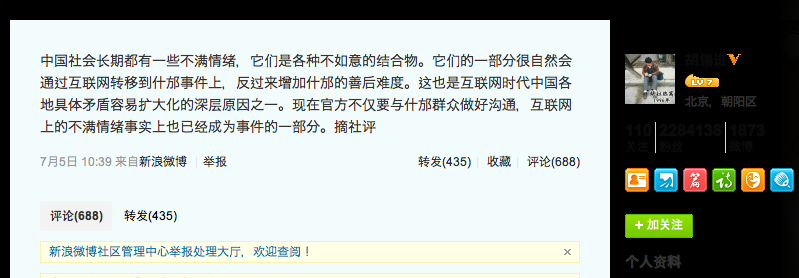 中国社会长期都有一些不满情绪，它们是各种不如意的结合物。它们的一部分很自然会
通过互联网转移到什邡事件上，反过来增加什邡的善后难度。这也是互联网时代中国各
地具体矛盾容易扩大化的深层原因之一。现在官方不仅要与什邡群众做好沟通，互联网
上的不满情绪事实上也已经成为事件的一部分。摘社评
7月5日 10:39 来自新浪微博 | 举报
转发(435) | 收藏 | 评论(688)
评论(688) 转发(435)
新浪微博社区管理中心举报处理大厅，欢迎查阅！ ×
胡锡进 V
LV 7
北京，朝阳区
110 2284138 1873
关注 粉丝 微博
+ 加关注
个人资料